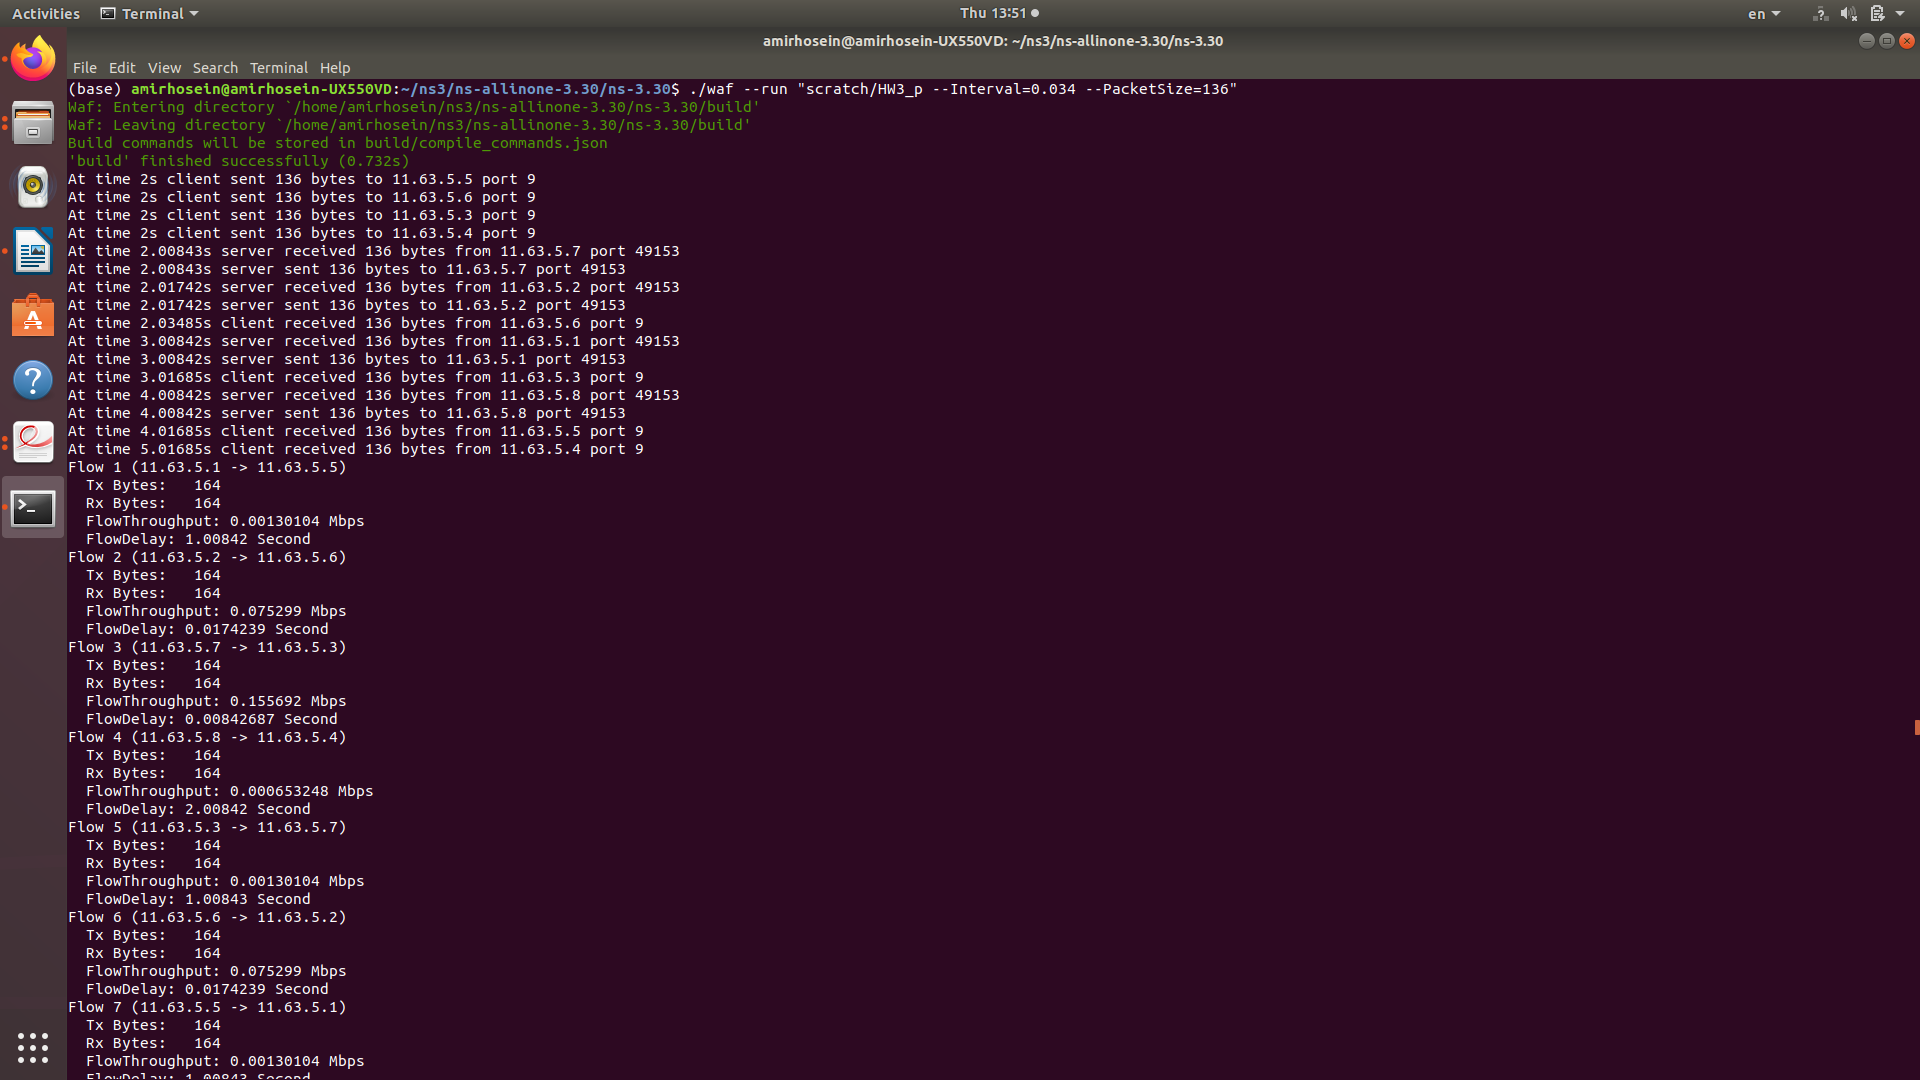 Activities Terminal Thu 13:51 en
amirhosein@amirhosein-UX550VD: ~/ns3/ns-allinone-3.30/ns-3.30
File Edit View Search Terminal Help
(base) amirhosein@amirhosein-UX550VD:~/ns3/ns-allinone-3.30/ns-3.30$ ./waf --run "scratch/HW3_p --Interval=0.034 --PacketSize=136"
Waf: Entering directory `/home/amirhosein/ns3/ns-allinone-3.30/ns-3.30/build'
Waf: Leaving directory `/home/amirhosein/ns3/ns-allinone-3.30/ns-3.30/build'
Build commands will be stored in build/compile_commands.json
'build' finished successfully (0.732s)
At time 2s client sent 136 bytes to 11.63.5.5 port 9
At time 2s client sent 136 bytes to 11.63.5.6 port 9
At time 2s client sent 136 bytes to 11.63.5.3 port 9
At time 2s client sent 136 bytes to 11.63.5.4 port 9
At time 2.00843s server received 136 bytes from 11.63.5.7 port 49153
At time 2.00843s server sent 136 bytes to 11.63.5.7 port 49153
At time 2.01742s server received 136 bytes from 11.63.5.2 port 49153
At time 2.01742s server sent 136 bytes to 11.63.5.2 port 49153
At time 2.03485s client received 136 bytes from 11.63.5.6 port 9
At time 3.00842s server received 136 bytes from 11.63.5.1 port 49153
At time 3.00842s server sent 136 bytes to 11.63.5.1 port 49153
At time 3.01685s client received 136 bytes from 11.63.5.3 port 9
At time 4.00842s server received 136 bytes from 11.63.5.8 port 49153
At time 4.00842s server sent 136 bytes to 11.63.5.8 port 49153
At time 4.01685s client received 136 bytes from 11.63.5.5 port 9
At time 5.01685s client received 136 bytes from 11.63.5.4 port 9
Flow 1 (11.63.5.1 -> 11.63.5.5)
Tx Bytes: 164
Rx Bytes: 164
FlowThroughput: 0.00130104 Mbps
FlowDelay: 1.00842 Second
Flow 2 (11.63.5.2 -> 11.63.5.6)
Tx Bytes: 164
Rx Bytes: 164
FlowThroughput: 0.075299 Mbps
FlowDelay: 0.0174239 Second
Flow 3 (11.63.5.7 -> 11.63.5.3)
Tx Bytes: 164
Rx Bytes: 164
FlowThroughput: 0.155692 Mbps
FlowDelay: 0.00842687 Second
Flow 4 (11.63.5.8 -> 11.63.5.4)
Tx Bytes: 164
Rx Bytes: 164
FlowThroughput: 0.000653248 Mbps
FlowDelay: 2.00842 Second
Flow 5 (11.63.5.3 -> 11.63.5.7)
Tx Bytes: 164
Rx Bytes: 164
FlowThroughput: 0.00130104 Mbps
FlowDelay: 1.00843 Second
Flow 6 (11.63.5.6 -> 11.63.5.2)
Tx Bytes: 164
Rx Bytes: 164
FlowThroughput: 0.075299 Mbps
FlowDelay: 0.0174239 Second
Flow 7 (11.63.5.5 -> 11.63.5.1)
Tx Bytes: 164
Rx Bytes: 164
FlowThroughput: 0.00130104 Mbps
FlowDelay: 1.00843 Second